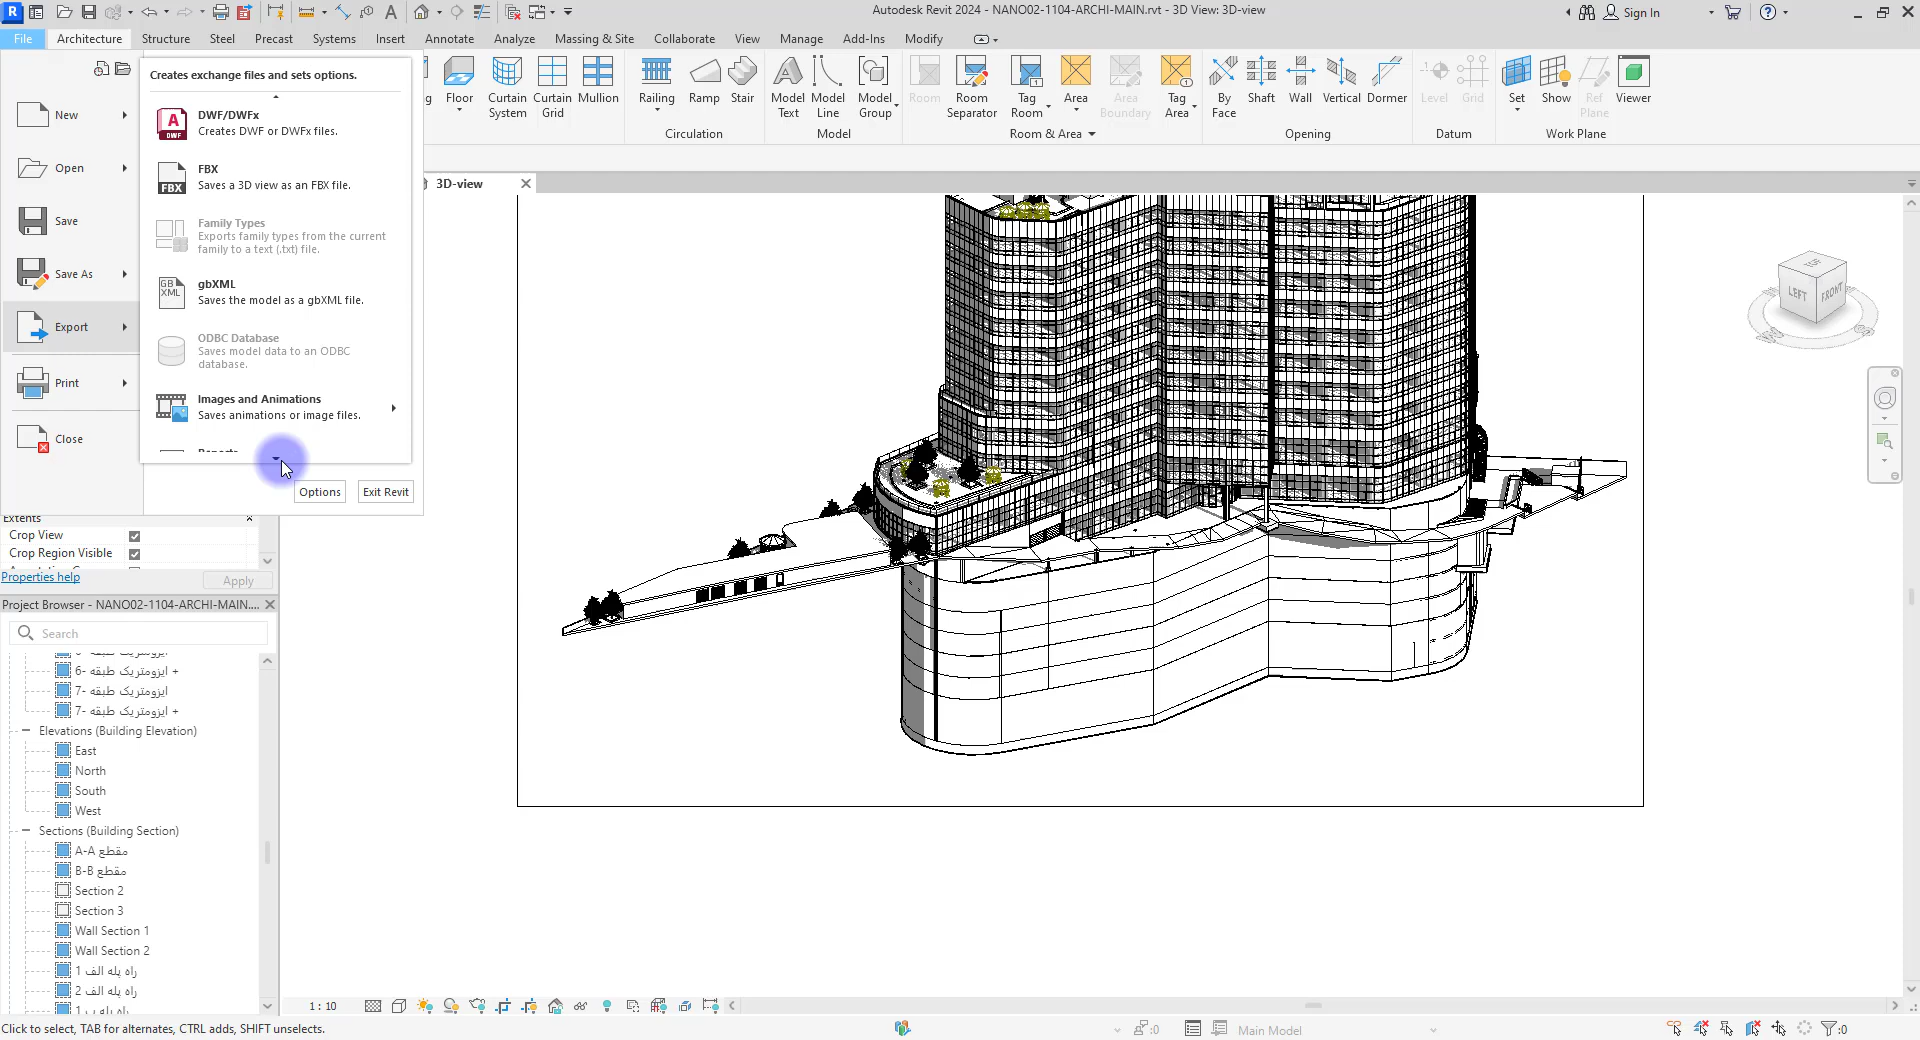 Autodesk Revit 2024 - NANO02-1104-ARCHI-MAIN.rvt - 3D View: 3D-view
Sign In
File
Architecture
Structure
Steel
Precast
Systems
Insert
Annotate
Analyze
Massing & Site
Collaborate
View
Manage
Add-Ins
Modify
Floor
Curtain System
Curtain Grid
Mullion
Railing
Ramp
Stair
Model Text
Model Line
Model Group
Room
Room Separator
Tag Room
Area
Area Boundary
Tag Area
By Face
Shaft
Wall
Vertical
Dormer
Level
Grid
Set
Show
Ref Plane
Viewer
Circulation
Model
Room & Area
Opening
Datum
Work Plane
New
Open
Save
Save As
Export
Print
Close
Creates exchange files and sets options.
DWF/DWFx
Creates DWF or DWFx files.
FBX
Saves a 3D view as an FBX file.
Family Types
Exports family types from the current
family to a text (.txt) file.
gbXML
Saves the model as a gbXML file.
ODBC Database
Saves model data to an ODBC
database.
Images and Animations
Saves animations or image files.
Options
Exit Revit
3D-view
LEFT
FRONT
Extents
Crop View
Crop Region Visible
Properties help
Apply
Project Browser - NANO02-1104-ARCHI-MAIN....
Search
ایزومتریک طبقه -6 +
ایزومتریک طبقه -7
ایزومتریک طبقه -7 +
Elevations (Building Elevation)
East
North
South
West
Sections (Building Section)
مقطع A-A
مقطع B-B
Section 2
Section 3
Wall Section 1
Wall Section 2
راه پله الف 1
راه پله الف 2
1 : 10
Click to select, TAB for alternates, CTRL adds, SHIFT unselects.
:0
Main Model
:0